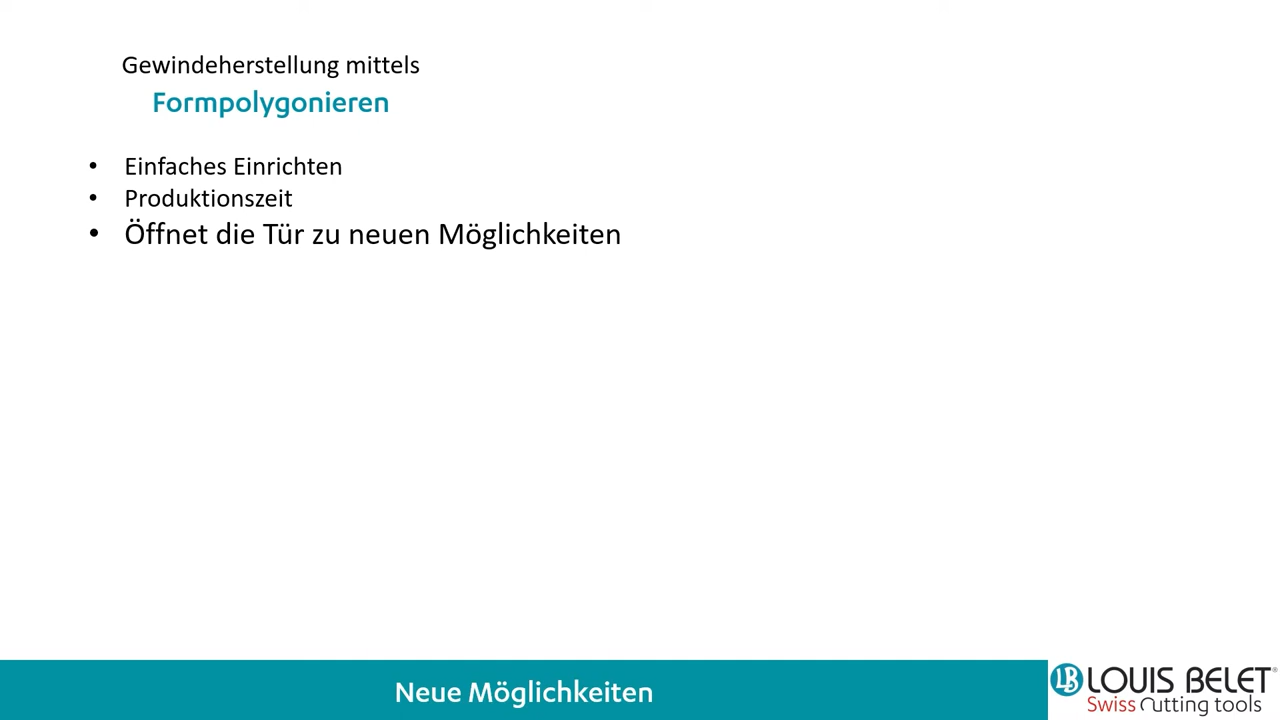 Gewindeherstellung mittels
Formpolygonieren
• Einfaches Einrichten
• Produktionszeit
• Öffnet die Tür zu neuen Möglichkeiten
Neue Möglichkeiten
LB LOUIS BELET®
Swiss cutting tools